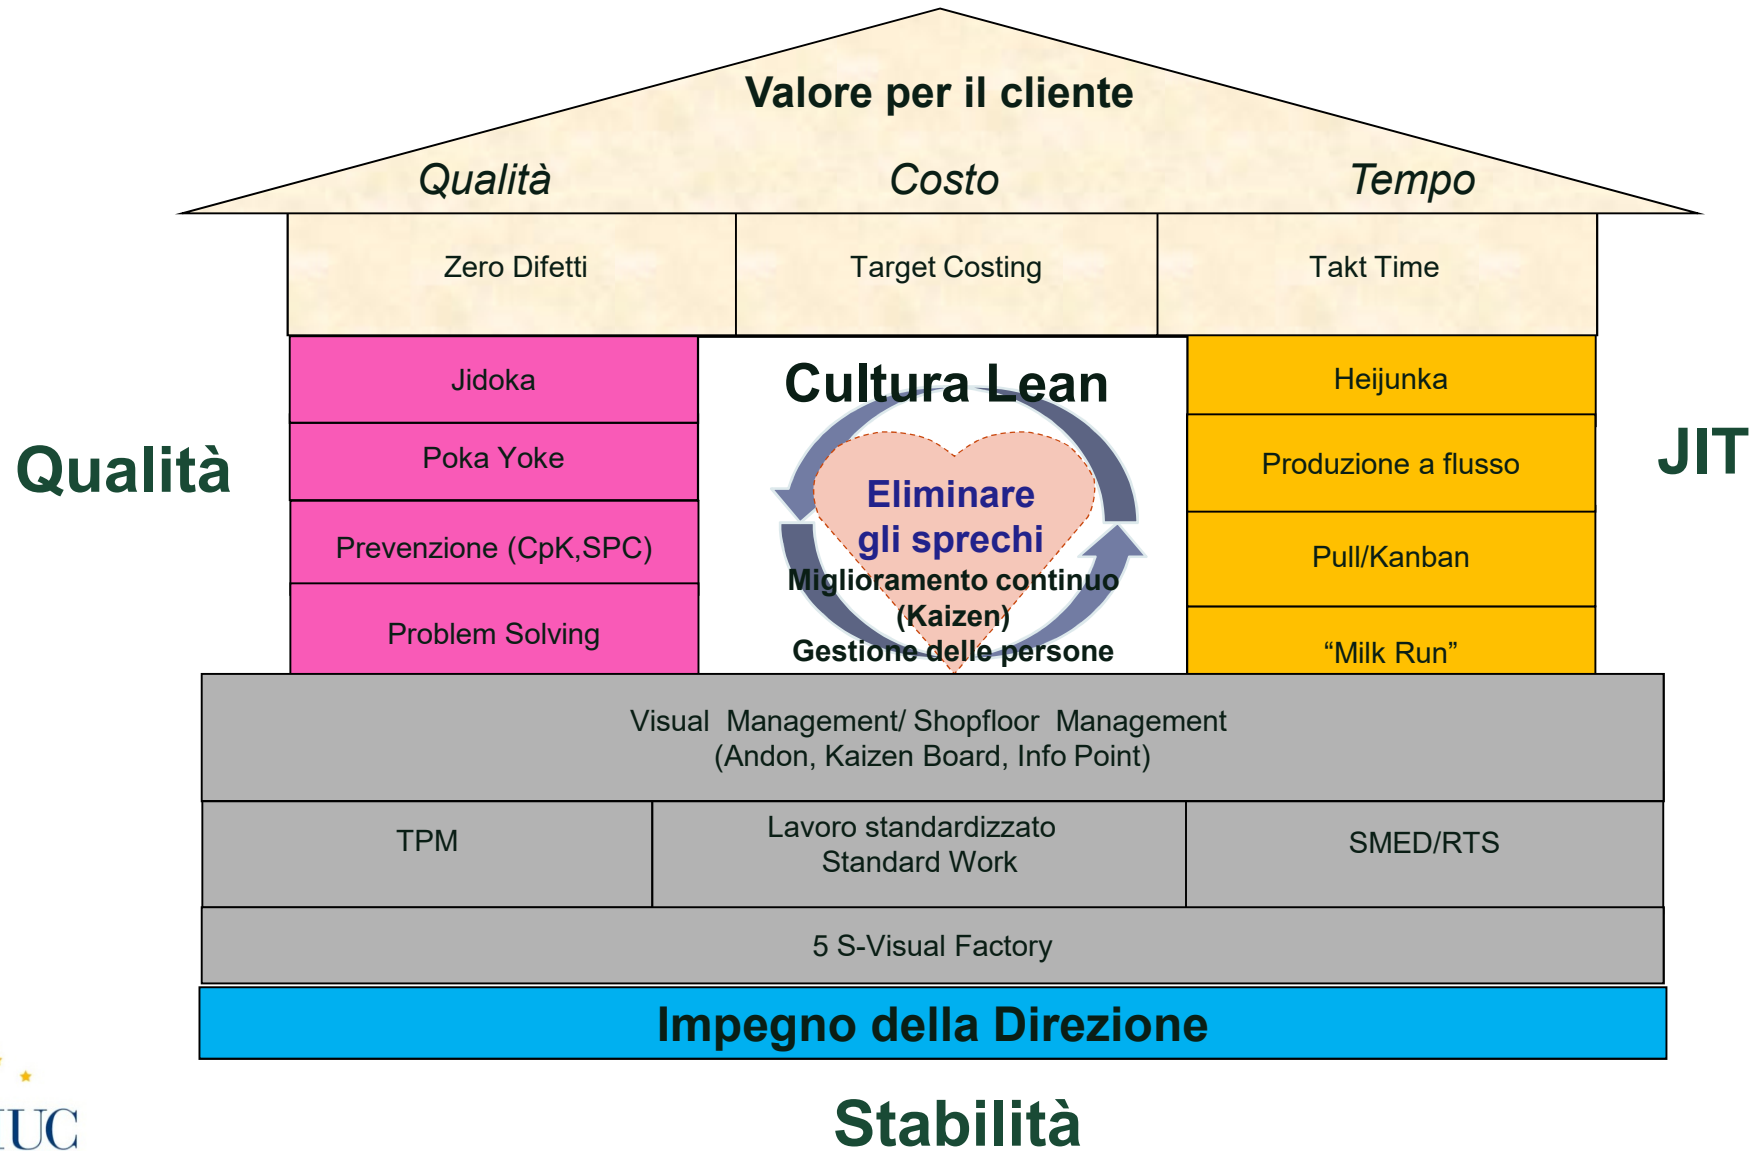 Valore per il cliente
Qualità
Costo
Tempo
Zero Difetti
Target Costing
Takt Time
Qualità
Jidoka
Poka Yoke
Prevenzione (CpK,SPC)
Problem Solving
Cultura Lean
Eliminare
gli sprechi
Miglioramento continuo
(Kaizen)
Gestione delle persone
Heijunka
Produzione a flusso
Pull/Kanban
“Milk Run”
JIT
Visual Management/ Shopfloor Management
(Andon, Kaizen Board, Info Point)
TPM
Lavoro standardizzato
Standard Work
SMED/RTS
5 S-Visual Factory
Impegno della Direzione
Stabilità
UC